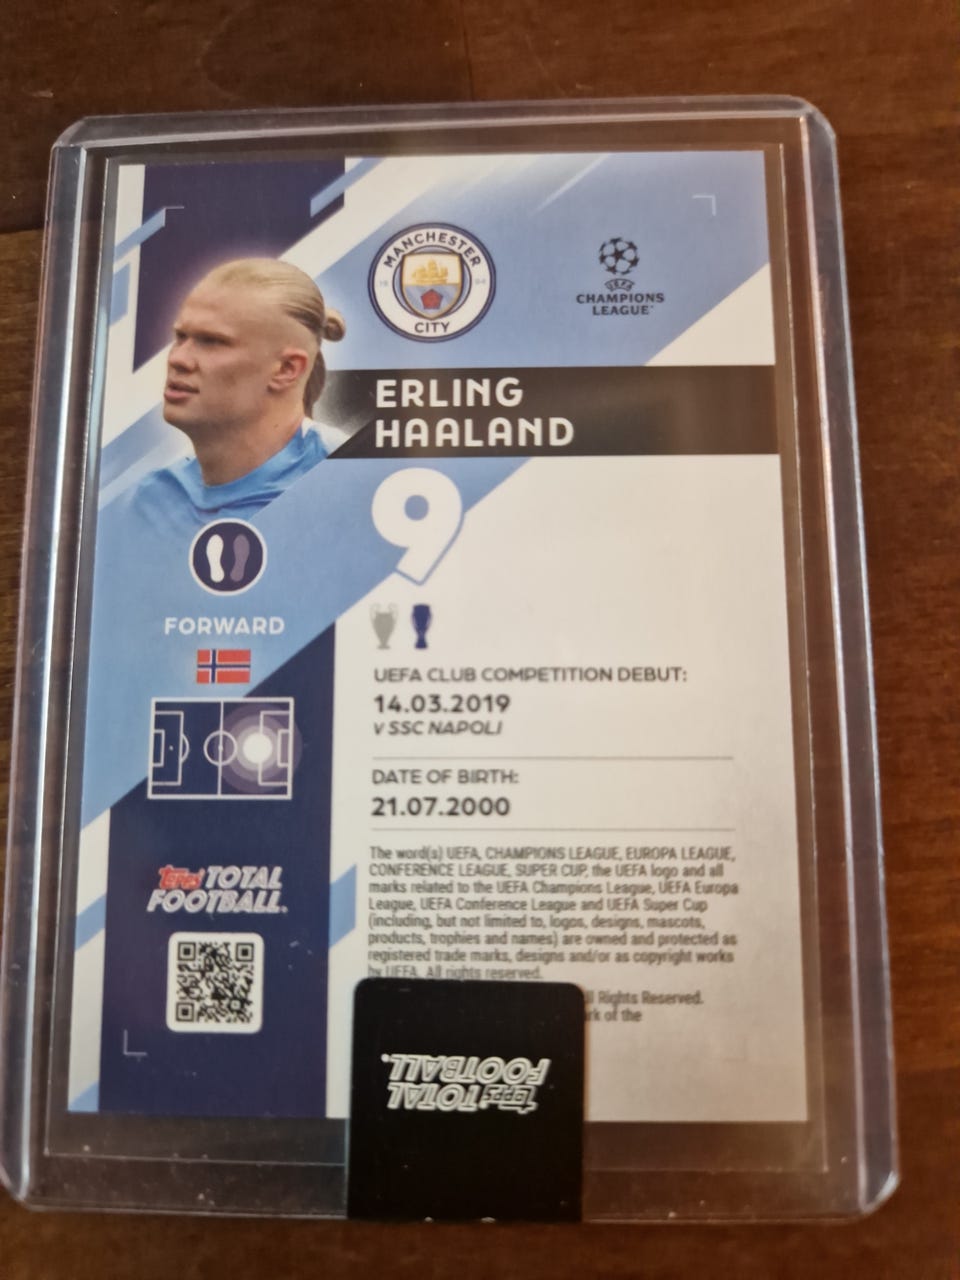 MANCHESTER
18 94
CITY
UEFA
CHAMPIONS
LEAGUE
ERLING
HAALAND
9
FORWARD
UEFA CLUB COMPETITION DEBUT:
14.03.2019
V SSC NAPOLI
DATE OF BIRTH:
21.07.2000
The word(s) UEFA, CHAMPIONS LEAGUE, EUROPA LEAGUE,
CONFERENCE LEAGUE, SUPER CUP, the UEFA logo and all
marks related to the UEFA Champions League, UEFA Europa
League, UEFA Conference League and UEFA Super Cup
(including, but not limited to, logos, designs, mascots,
products, trophies and names) are owned and protected as
registered trade marks, designs and/or as copyright works
by UEFA. All rights reserved.
All Rights Reserved.
of the
Topps TOTAL
FOOTBALL.
Topps TOTAL
FOOTBALL.